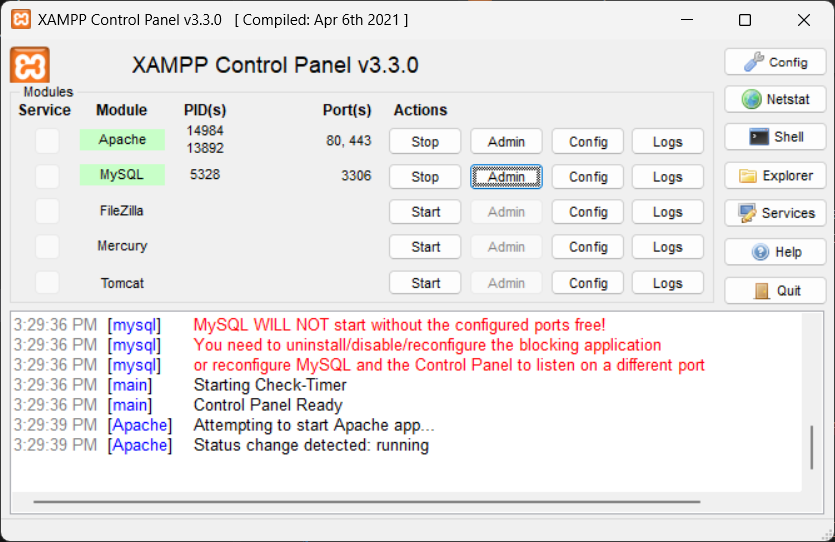 XAMPP Control Panel v3.3.0 [ Compiled: Apr 6th 2021 ]
XAMPP Control Panel v3.3.0
Config
Modules
Service Module PID(s) Port(s) Actions
Netstat
Apache 14984 13892 80, 443 Stop Admin Config Logs
Shell
MySQL 5328 3306 Stop Admin Config Logs
Explorer
FileZilla Start Admin Config Logs
Services
Mercury Start Admin Config Logs
Help
Tomcat Start Admin Config Logs
Quit
3:29:36 PM [mysql] MySQL WILL NOT start without the configured ports free!
3:29:36 PM [mysql] You need to uninstall/disable/reconfigure the blocking application
3:29:36 PM [mysql] or reconfigure MySQL and the Control Panel to listen on a different port
3:29:36 PM [main] Starting Check-Timer
3:29:36 PM [main] Control Panel Ready
3:29:39 PM [Apache] Attempting to start Apache app...
3:29:39 PM [Apache] Status change detected: running